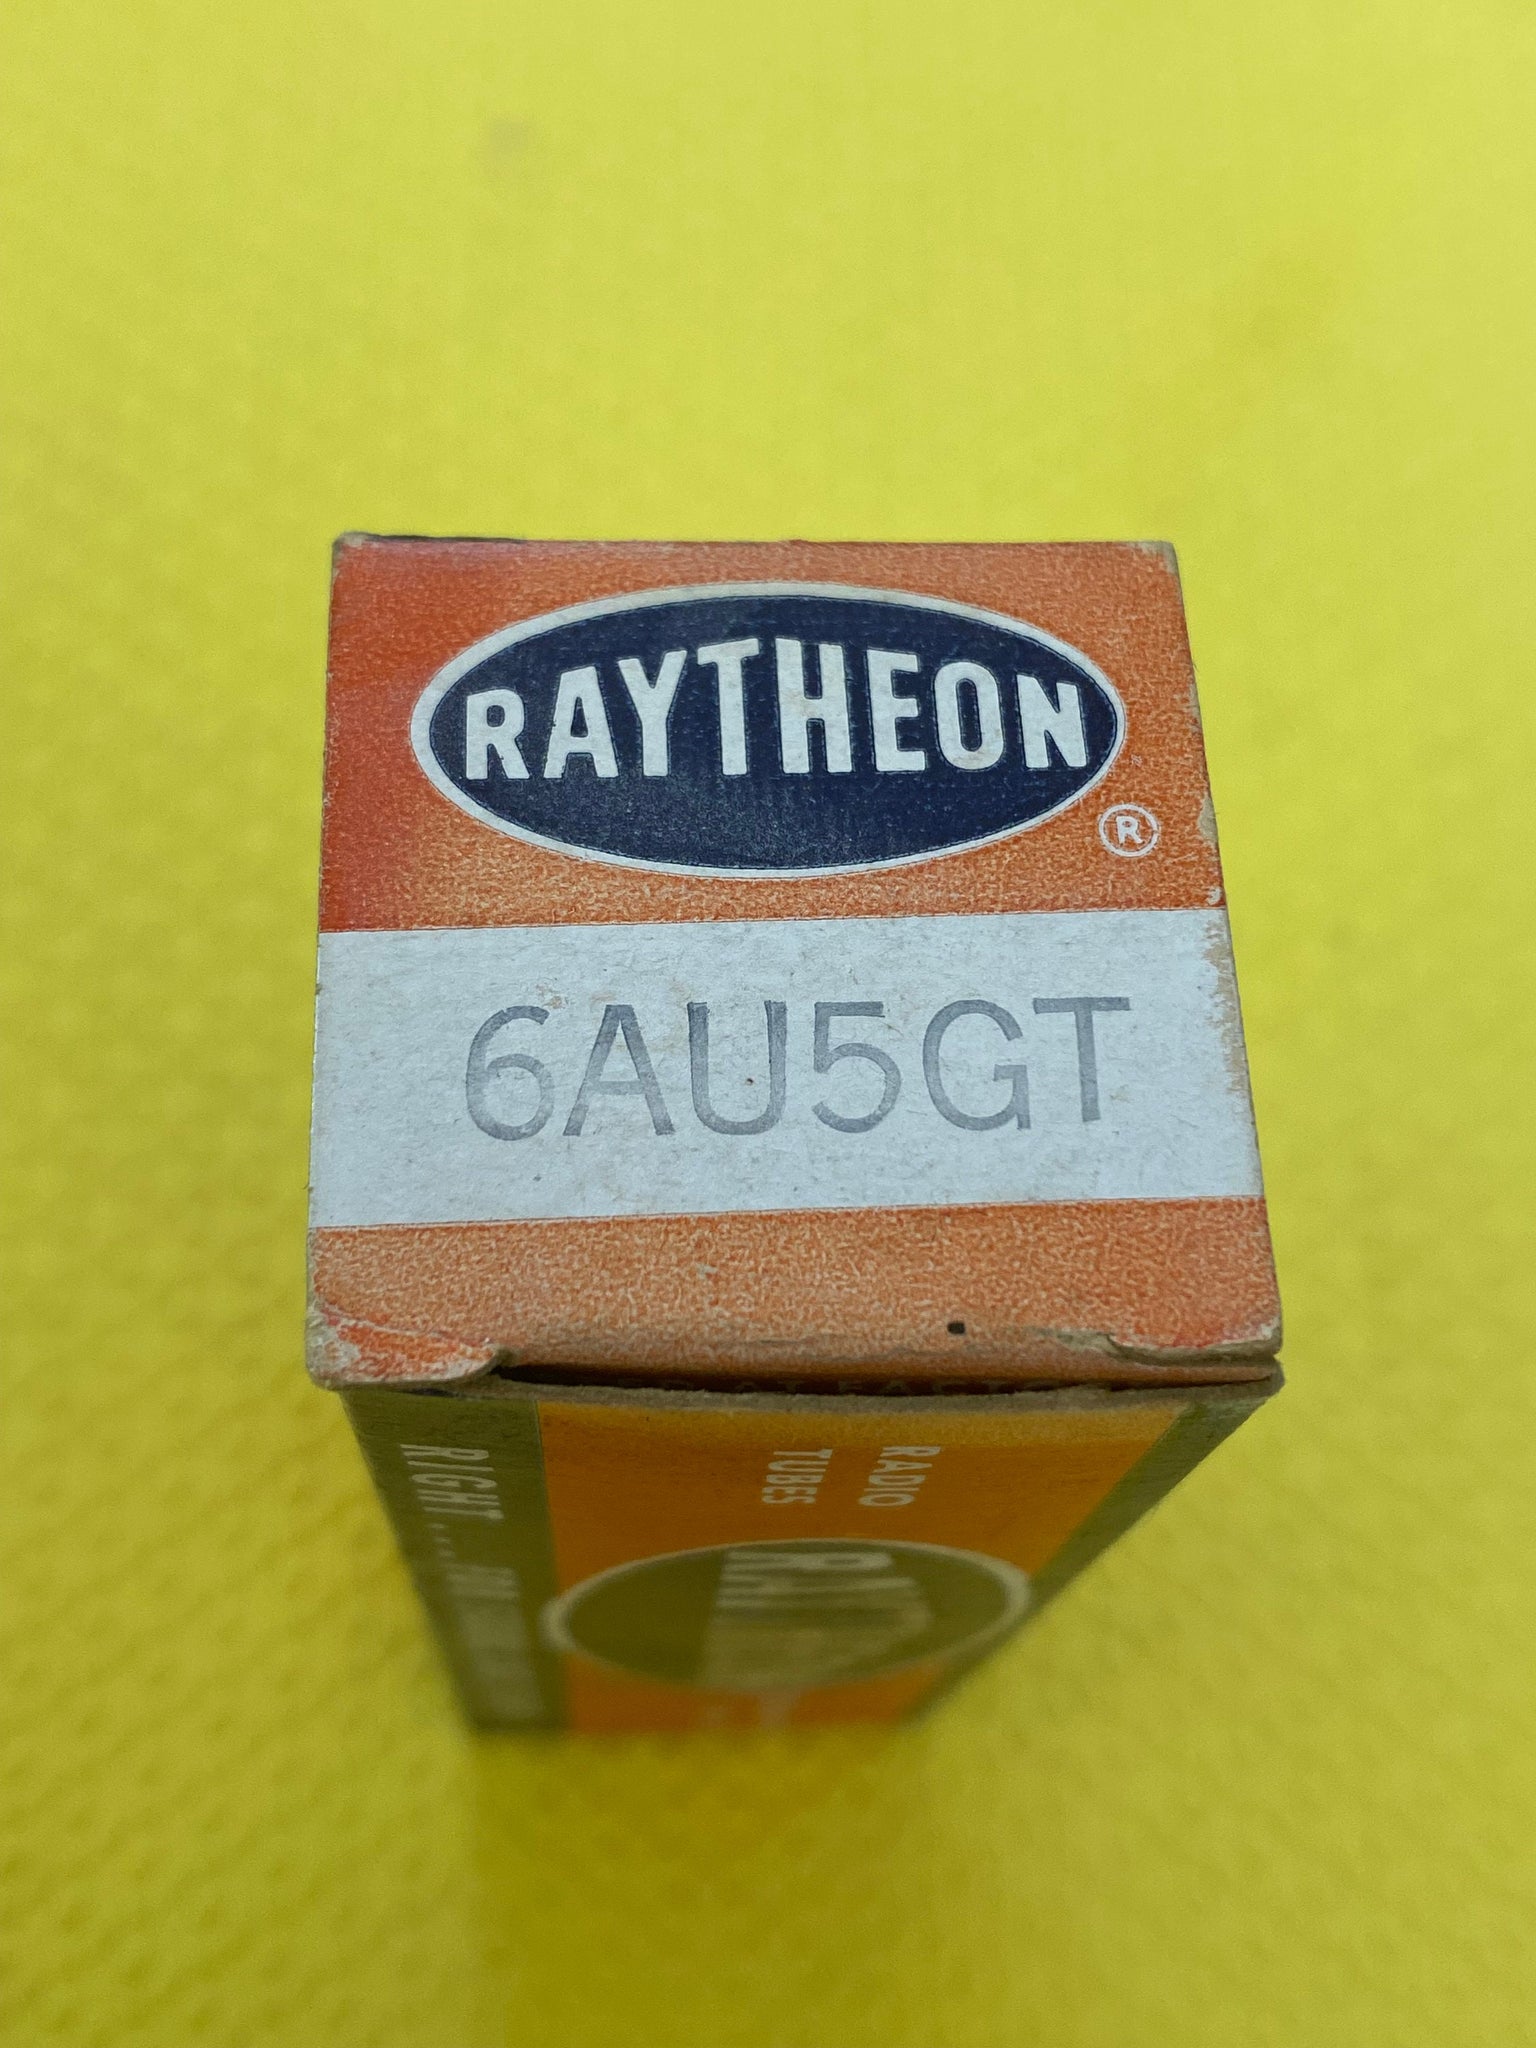 RAYTHEON
®
6AU5GT
RADIO
TUBES
RIGHT...